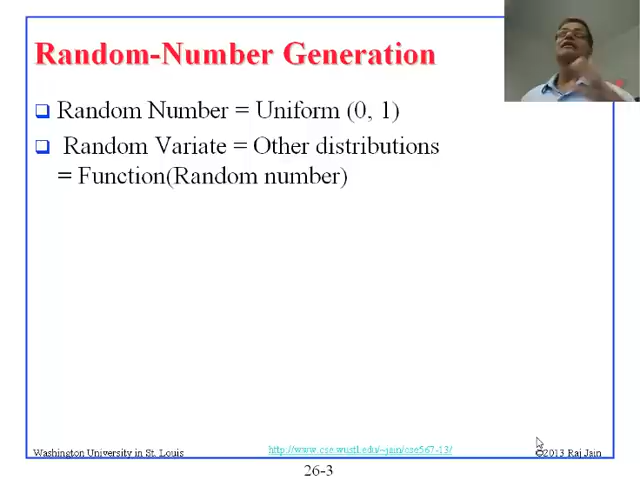 Random-Number Generation
Random Number = Uniform (0, 1)
Random Variate = Other distributions
= Function(Random number)
Washington University in St. Louis
http://www.cse.wustl.edu/~jain/cse567-13/
©2013 Raj Jain
26-3